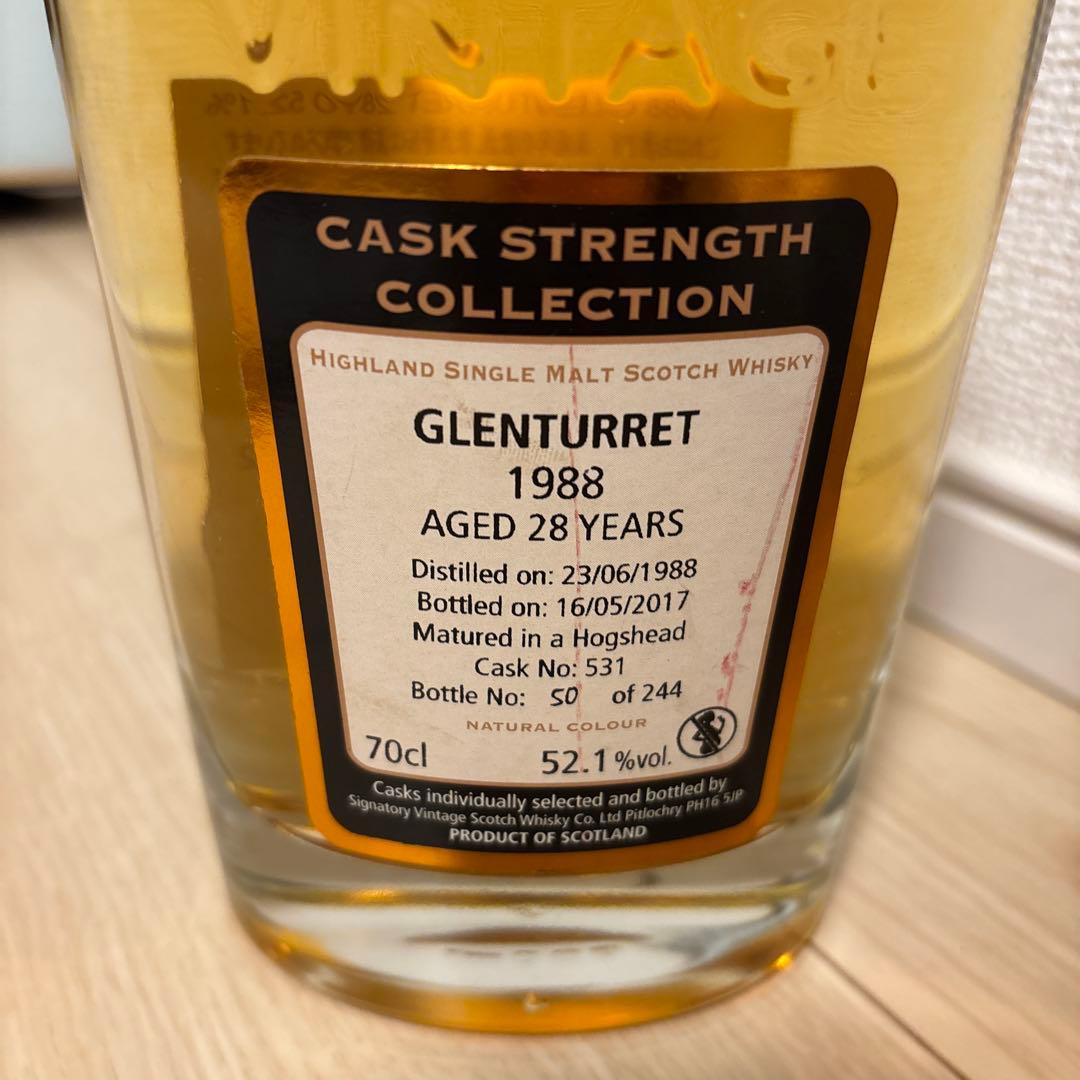 VINTAGE
CASK STRENGTH
COLLECTION
HIGHLAND SINGLE MALT SCOTCH WHISKY
GLENTURRET
1988
AGED 28 YEARS
Distilled on: 23/06/1988
Bottled on: 16/05/2017
Matured in a Hogshead
Cask No: 531
Bottle No: 50 of 244
NATURAL COLOUR
70cl 52.1%vol.
Casks individually selected and bottled by
Signatory Vintage Scotch Whisky Co. Ltd Pitlochry PH16 5JP
PRODUCT OF SCOTLAND